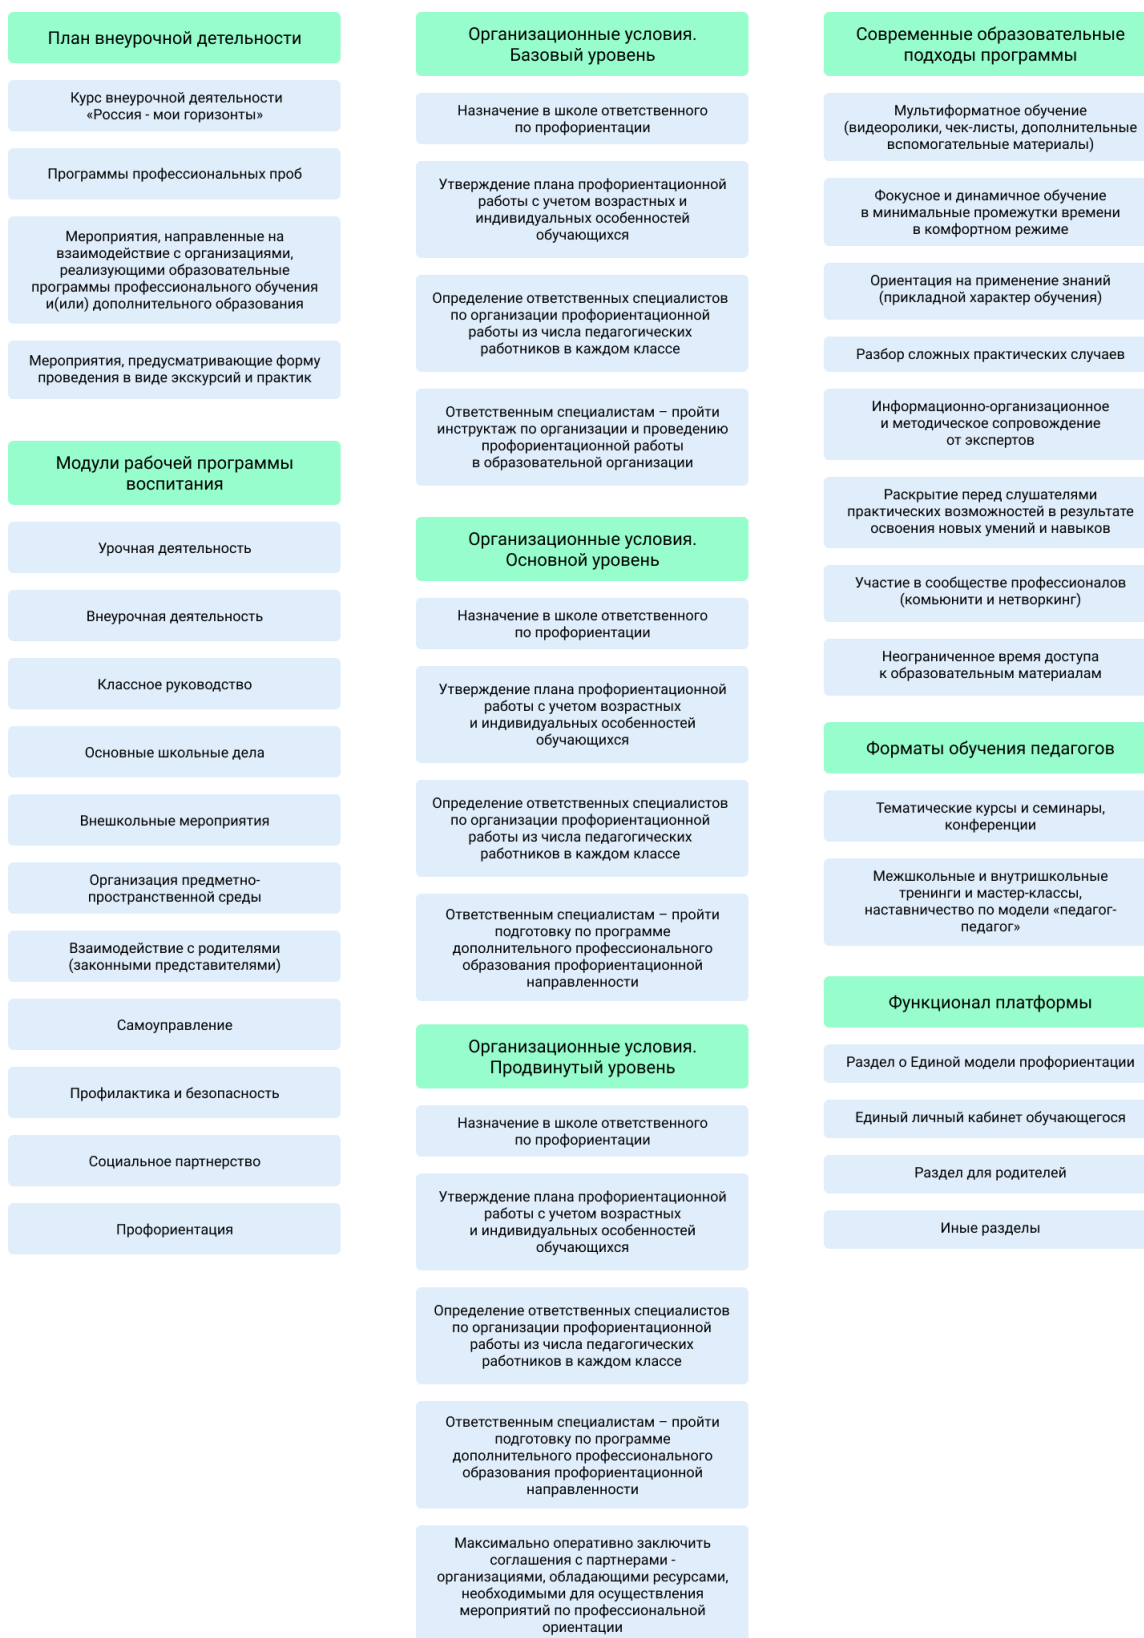 План внеурочной детельности
Курс внеурочной деятельности
«Россия - мои горизонты»
Программы профессиональных проб
Мероприятия, направленные на
взаимодействие с организациями,
реализующими образовательные
программы профессионального обучения
и(или) дополнительного образования
Мероприятия, предусматривающие форму
проведения в виде экскурсий и практик
Модули рабочей программы
воспитания
Урочная деятельность
Внеурочная деятельность
Классное руководство
Основные школьные дела
Внешкольные мероприятия
Организация предметно-
пространственной среды
Взаимодействие с родителями
(законными представителями)
Самоуправление
Профилактика и безопасность
Социальное партнерство
Профориентация
Организационные условия.
Базовый уровень
Назначение в школе ответственного
по профориентации
Утверждение плана профориентационной
работы с учетом возрастных и
индивидуальных особенностей
обучающихся
Определение ответственных специалистов
по организации профориентационной
работы из числа педагогических
работников в каждом классе
Ответственным специалистам – пройти
инструктаж по организации и проведению
профориентационной работы
в образовательной организации
Организационные условия.
Основной уровень
Назначение в школе ответственного
по профориентации
Утверждение плана профориентационной
работы с учетом возрастных
и индивидуальных особенностей
обучающихся
Определение ответственных специалистов
по организации профориентационной
работы из числа педагогических
работников в каждом классе
Ответственным специалистам – пройти
подготовку по программе
дополнительного профессионального
образования профориентационной
направленности
Организационные условия.
Продвинутый уровень
Назначение в школе ответственного
по профориентации
Утверждение плана профориентационной
работы с учетом возрастных
и индивидуальных особенностей
обучающихся
Определение ответственных специалистов
по организации профориентационной
работы из числа педагогических
работников в каждом классе
Ответственным специалистам – пройти
подготовку по программе
дополнительного профессионального
образования профориентационной
направленности
Максимально оперативно заключить
соглашения с партнерами -
организациями, обладающими ресурсами,
необходимыми для осуществления
мероприятий по профессиональной
ориентации
Современные образовательные
подходы программы
Мультиформатное обучение
(видеоролики, чек-листы, дополнительные
вспомогательные материалы)
Фокусное и динамичное обучение
в минимальные промежутки времени
в комфортном режиме
Ориентация на применение знаний
(прикладной характер обучения)
Разбор сложных практических случаев
Информационно-организационное
и методическое сопровождение
от экспертов
Раскрытие перед слушателями
практических возможностей в результате
освоения новых умений и навыков
Участие в сообществе профессионалов
(комьюнити и нетворкинг)
Неограниченное время доступа
к образовательным материалам
Форматы обучения педагогов
Тематические курсы и семинары,
конференции
Межшкольные и внутришкольные
тренинги и мастер-классы,
наставничество по модели «педагог-
педагог»
Функционал платформы
Раздел о Единой модели профориентации
Единый личный кабинет обучающегося
Раздел для родителей
Иные разделы